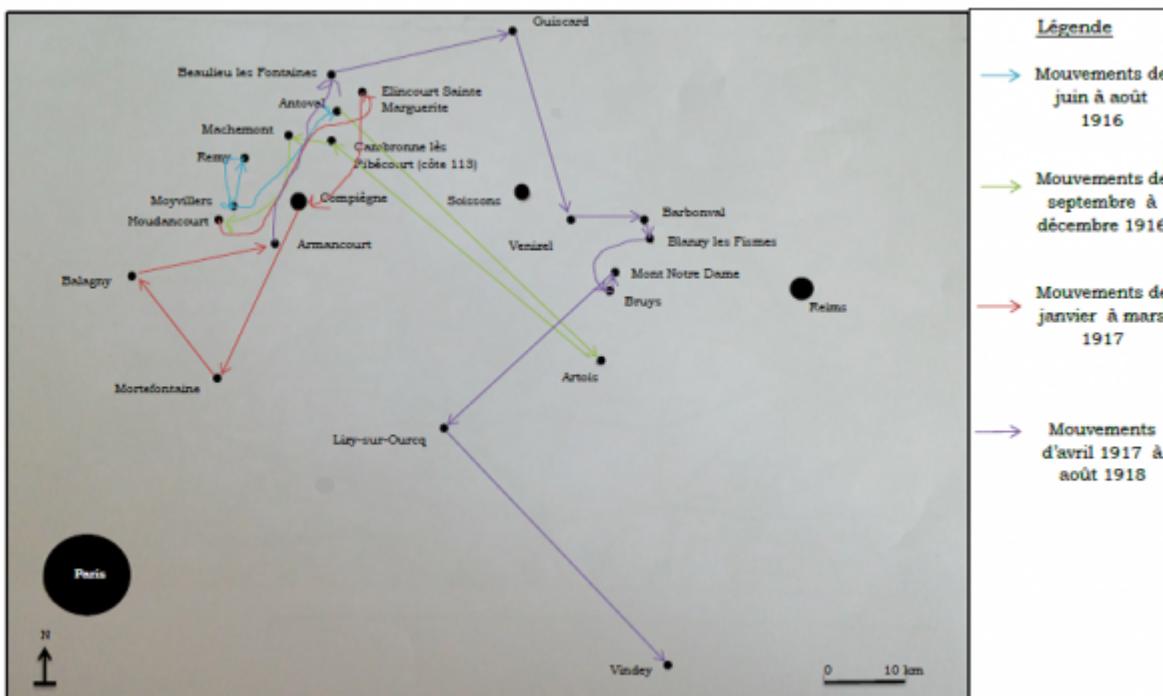 Guiscard
Beaulieu les Fontaines
Elincourt Sainte
Marguerite
Antoval
Machemont
Cambronne lès
Ribécourt (côte 113)
Remy
Moyvillers
Houdancourt
Compiègne
Soissons
Armancourt
Venizel
Barbonval
Blanzy les Fismes
Mont Notre Dame
Bruys
Balagny
Reims
Artois
Mortefontaine
Lizy-sur-Ourcq
Paris
N
Vindey
0 10 km
Légende
Mouvements de
juin à août
1916
Mouvements de
septembre à
décembre 1916
Mouvements de
janvier à mars
1917
Mouvements
d'avril 1917 à
août 1918